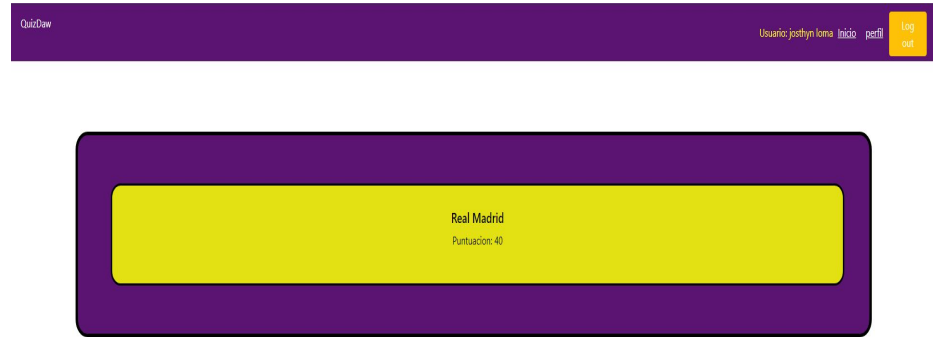 QuizDaw
Usuario: josthyn loma Inicio perfil
Log
out
Real Madrid
Puntuacion: 40